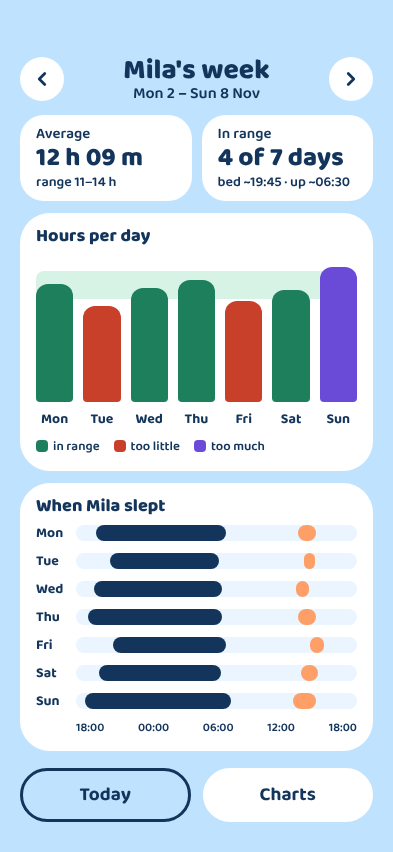 Mila's week
Mon 2 – Sun 8 Nov
Average
12 h 09 m
range 11–14 h
In range
4 of 7 days
bed ~19:45 · up ~06:30
Hours per day
Mon Tue Wed Thu Fri Sat Sun
in range too little too much
When Mila slept
Mon
Tue
Wed
Thu
Fri
Sat
Sun
18:00 00:00 06:00 12:00 18:00
Today Charts